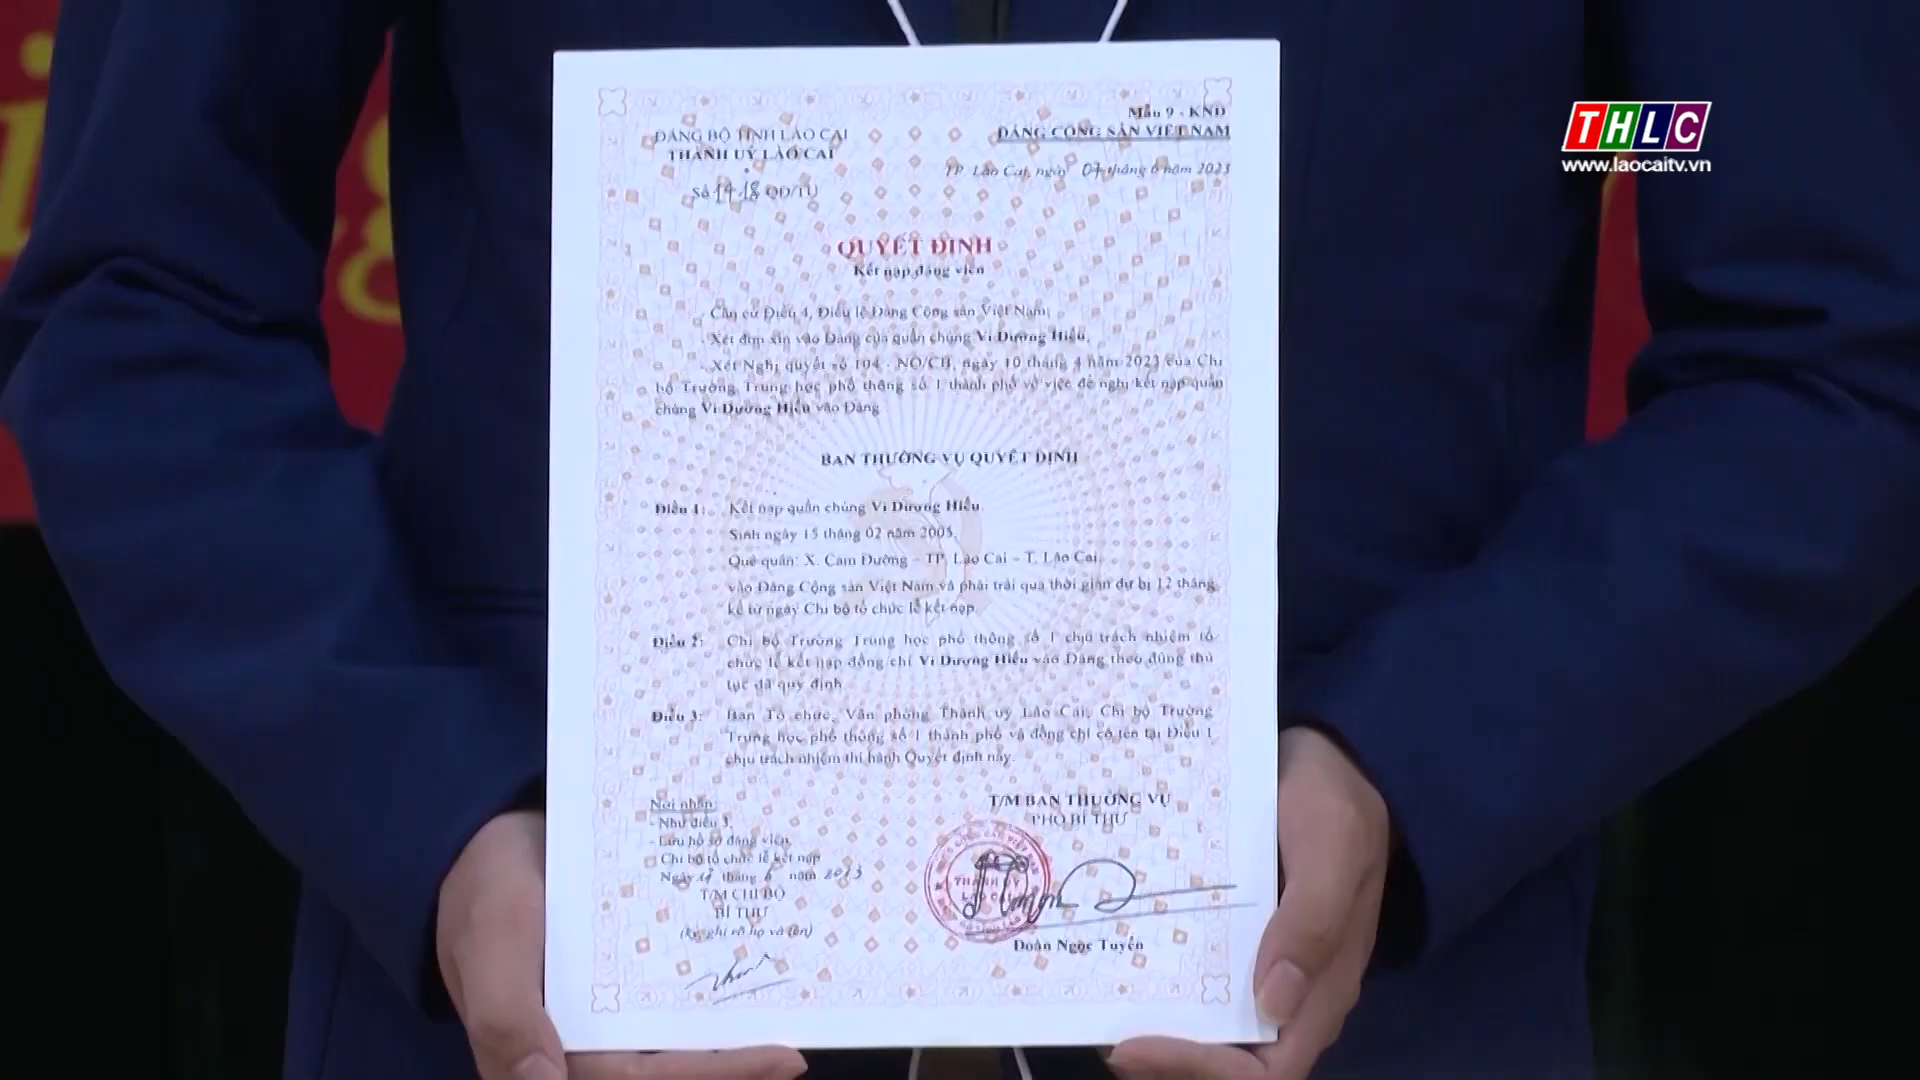 THLC
www.laocaitv.vn
Mẫu 9 - KNĐ
ĐẢNG BỘ TỈNH LÀO CAI
ĐẢNG CỘNG SẢN VIỆT NAM
THÀNH UỶ LÀO CAI
TP. Lào Cai, ngày 07 tháng 6 năm 2023
Số 1418 QĐ/TU
QUYẾT ĐỊNH
Kết nạp đảng viên
- Căn cứ Điều 4, Điều lệ Đảng Cộng sản Việt Nam;
- Xét đơn xin vào Đảng của quần chúng Vi Dương Hiếu;
- Xét Nghị quyết số 104 - NQ/CB, ngày 10 tháng 4 năm 2023 của Chi
bộ Trường Trung học phổ thông số 1 thành phố về việc đề nghị kết nạp quần
chúng Vi Dương Hiếu vào Đảng
BAN THƯỜNG VỤ QUYẾT ĐỊNH
Điều 1: Kết nạp quần chúng Vi Dương Hiếu.
Sinh ngày 15 tháng 02 năm 2005.
Quê quán: X. Cam Đường – TP. Lào Cai – T. Lào Cai
vào Đảng Cộng sản Việt Nam và phải trải qua thời gian dự bị 12 tháng
kể từ ngày Chi bộ tổ chức lễ kết nạp.
Điều 2: Chi bộ Trường Trung học phổ thông số 1 chịu trách nhiệm tổ
chức lễ kết nạp đồng chí Vi Dương Hiếu vào Đảng theo đúng thủ
tục đã quy định
Điều 3: Ban Tổ chức, Văn phòng Thành uỷ Lào Cai, Chi bộ Trường
Trung học phổ thông số 1 thành phố và đồng chí có tên tại Điều 1
chịu trách nhiệm thi hành Quyết định này.
Nơi nhận:
T/M BAN THƯỜNG VỤ
- Như điều 3,
PHÓ BÍ THƯ
- Lưu hồ sơ đảng viên,
Chi bộ tổ chức lễ kết nạp
Ngày tháng 6 năm 2023
T/M CHI BỘ
BÍ THƯ
(ký, ghi rõ họ và tên)
THÀNH UỶ
LÀO CAI
Đoàn Ngọc Tuyến